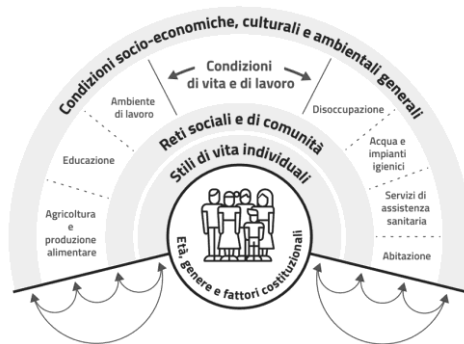 Condizioni socio-economiche, culturali e ambientali generali
Condizioni
di vita e di lavoro
Ambiente
di lavoro
Disoccupazione
Reti sociali e di comunità
Educazione
Acqua e
impianti
igienici
Stili di vita individuali
Agricoltura
e
produzione
alimentare
Servizi di
assistenza
sanitaria
Abitazione
Età, genere e fattori costituzionali